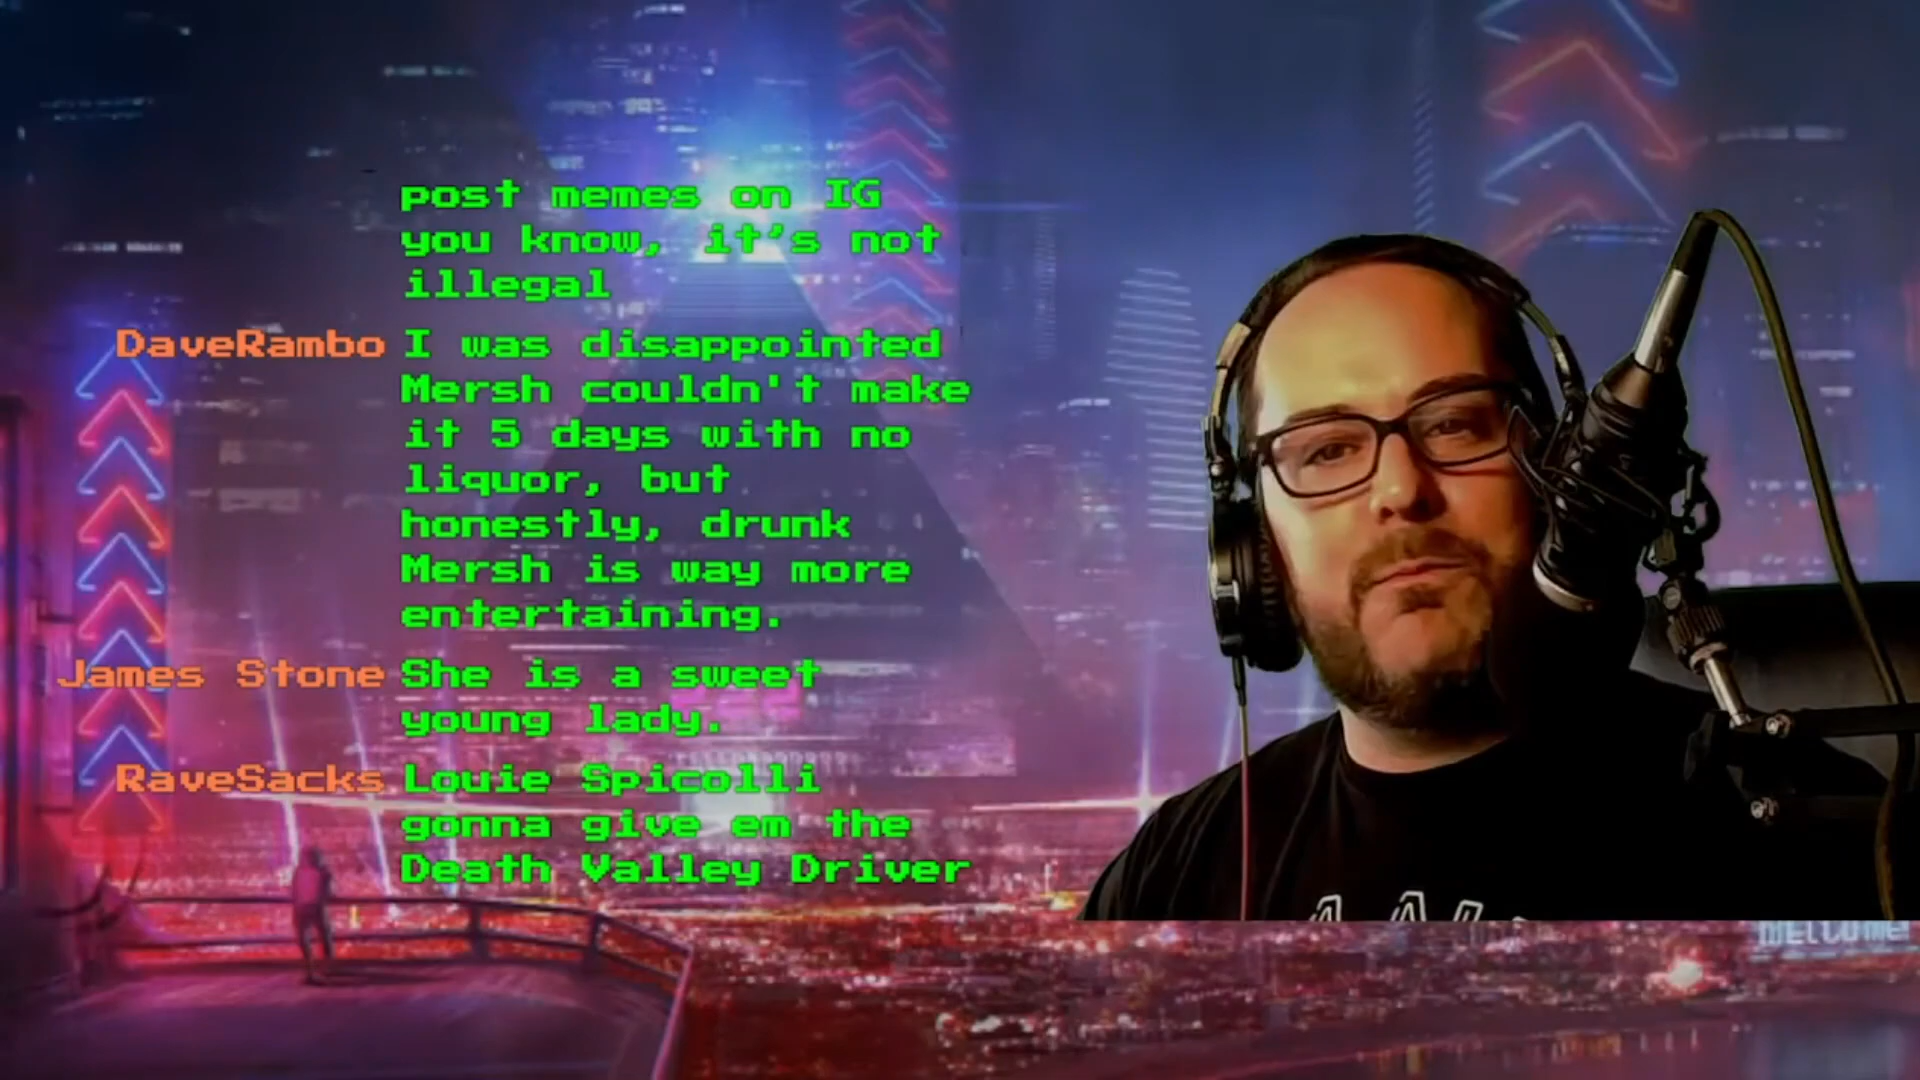 post memes on IG
you know, it's not
illegal
DaveRambo I was disappointed
Mersh couldn't make
it 5 days with no
liquor, but
honestly, drunk
Mersh is way more
entertaining.
James Stone She is a sweet
young lady.
RaveSacks Louie Spicolli
gonna give em the
Death Valley Driver
WELCOME